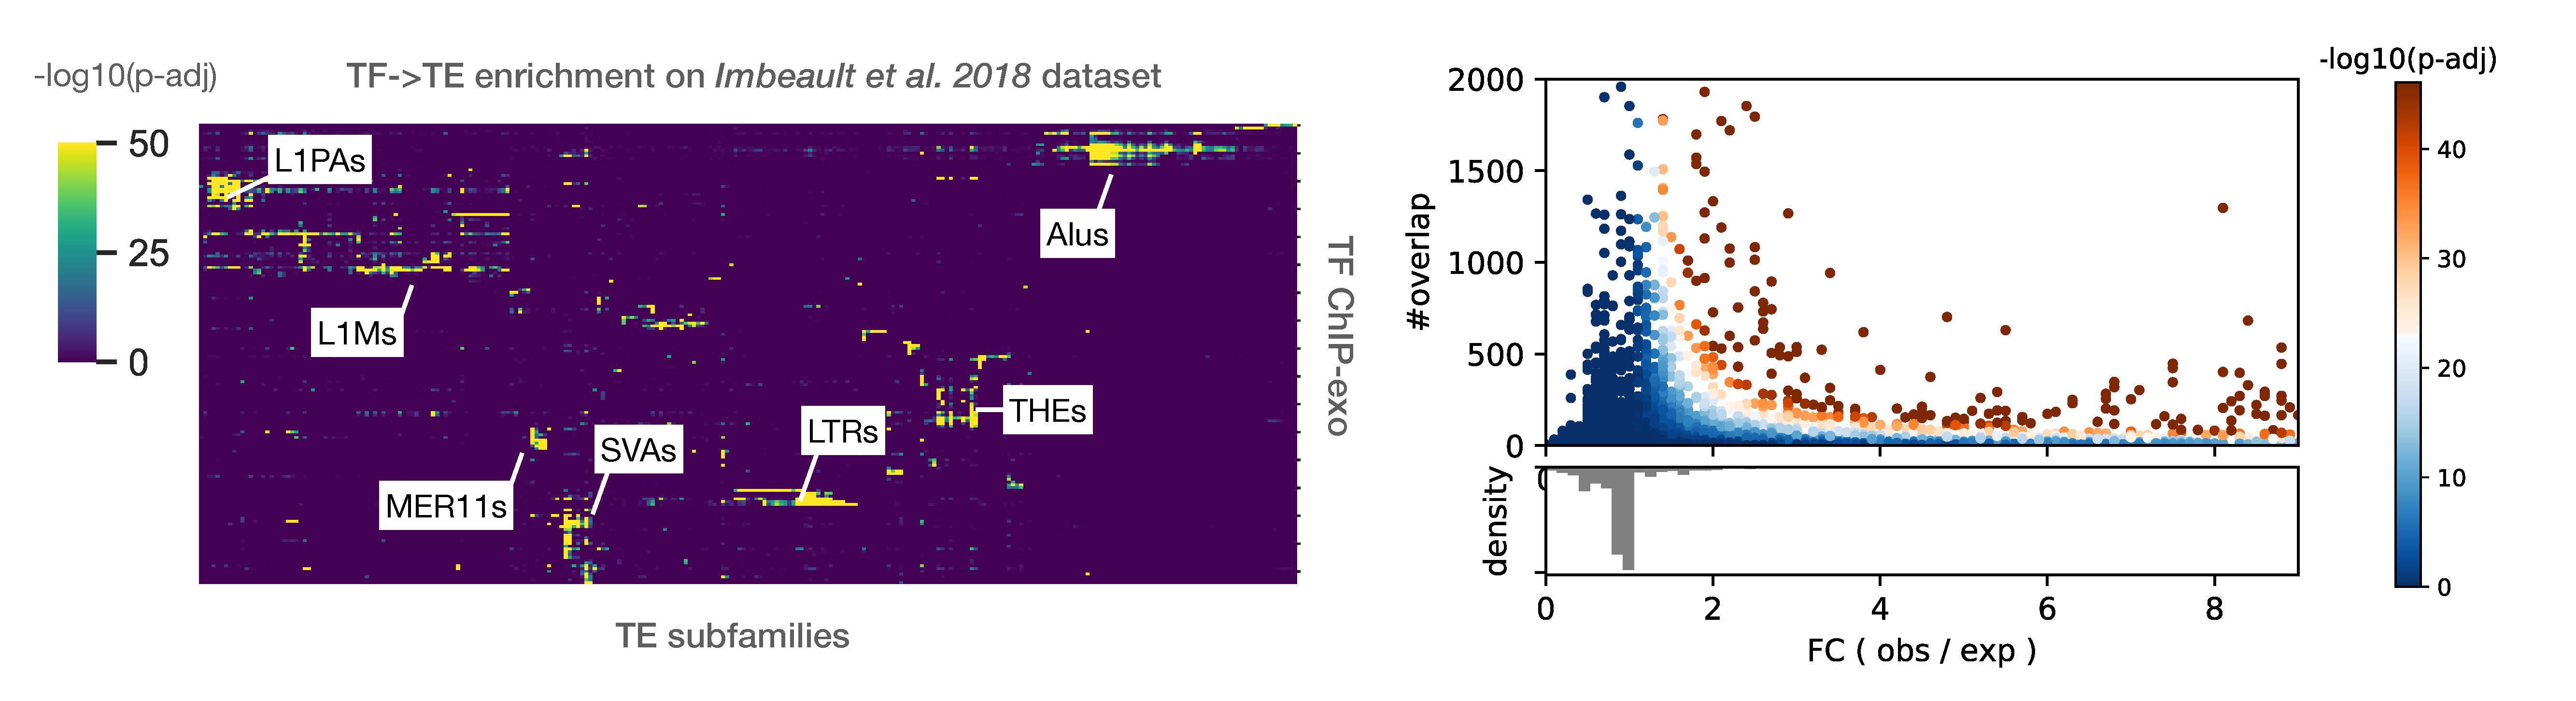 -log10(p-adj)
TF->TE enrichment on Imbeault et al. 2018 dataset
50
25
0
L1PAs
Alus
L1Ms
THEs
LTRs
SVAs
MER11s
TF ChIP-exo
TE subfamilies
-log10(p-adj)
2000
1500
1000
500
0
#overlap
40
30
20
10
0
0
density
0 2 4 6 8
FC ( obs / exp )